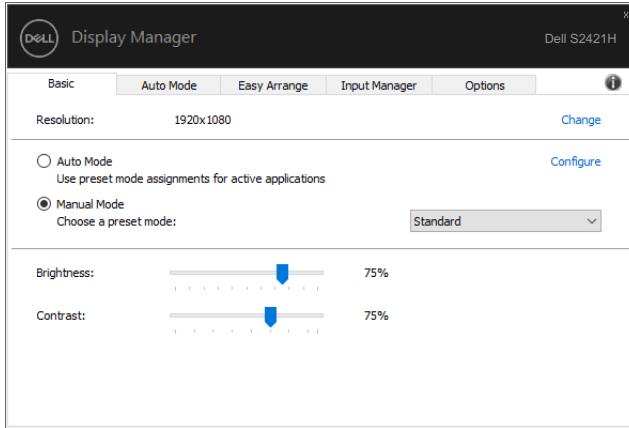 DELL Display Manager
Dell S2421H
Basic Auto Mode Easy Arrange Input Manager Options
Resolution: 1920x1080 Change
Auto Mode Configure
Use preset mode assignments for active applications
Manual Mode
Choose a preset mode: Standard
Brightness: 75%
Contrast: 75%